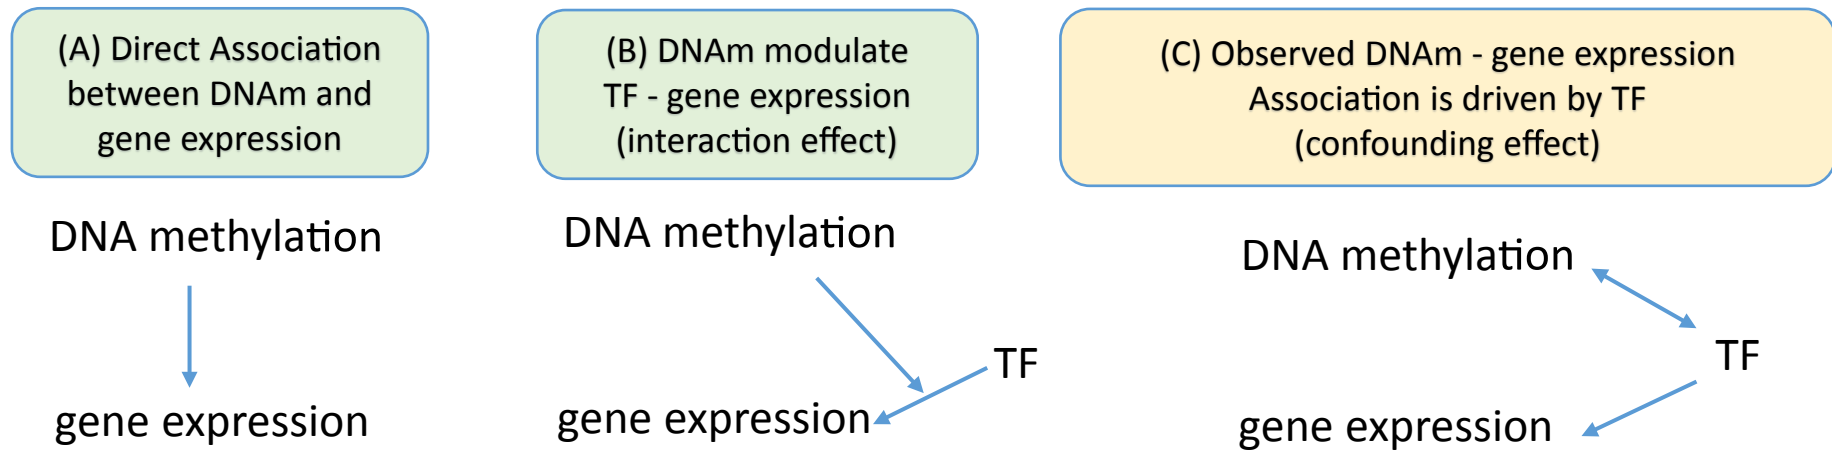 (A) Direct Association
between DNAm and
gene expression
DNA methylation
gene expression
(B) DNAm modulate
TF - gene expression
(interaction effect)
DNA methylation
TF
gene expression
(C) Observed DNAm - gene expression
Association is driven by TF
(confounding effect)
DNA methylation
TF
gene expression